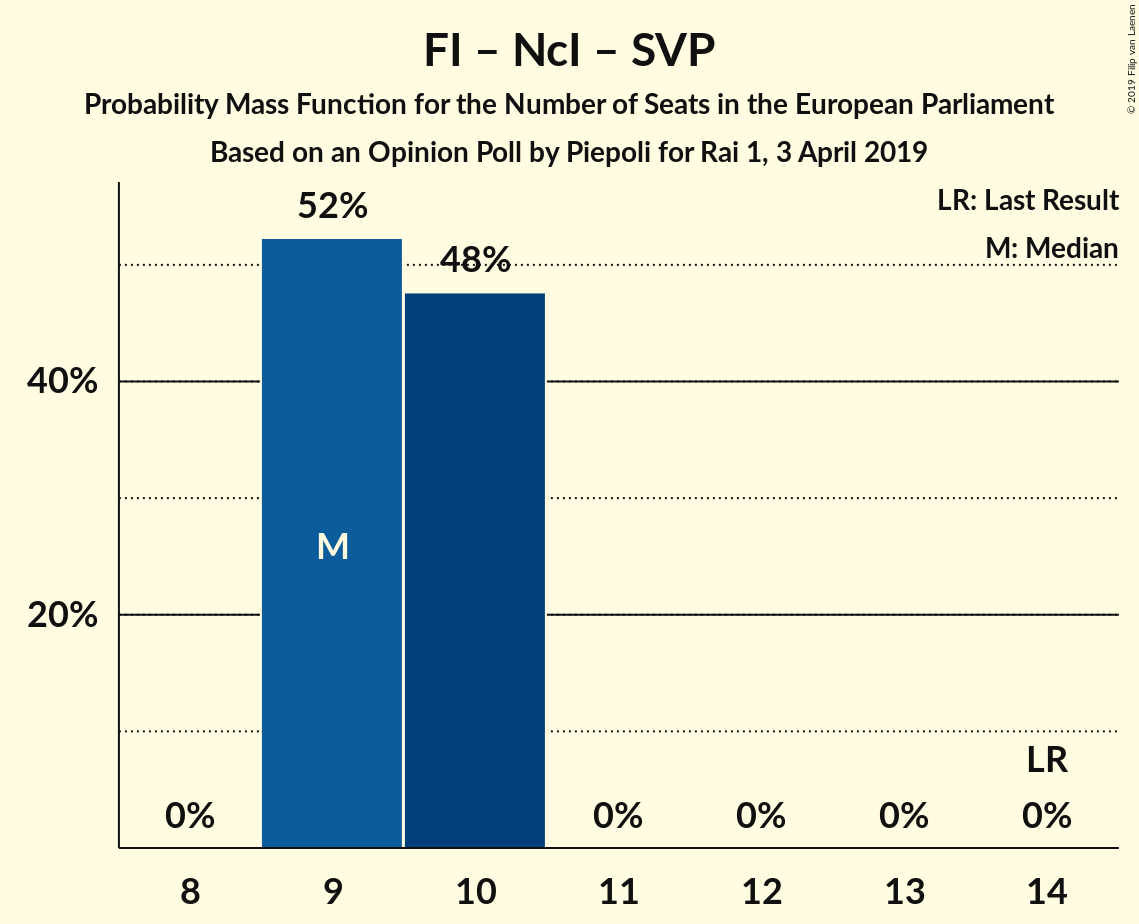 FI – NcI – SVP
Probability Mass Function for the Number of Seats in the European Parliament
Based on an Opinion Poll by Piepoli for Rai 1, 3 April 2019
© 2019 Filip van Laenen
LR: Last Result
M: Median
52%
48%
40%
M
20%
LR
0%
0%
0%
0%
0%
8
9
10
11
12
13
14